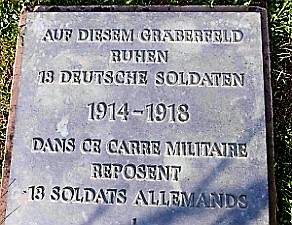 AUF DIESEM GRÄBERFELD
RUHEN
13 DEUTSCHE SOLDATEN
1914-1918
DANS CE CARRE MILITAIRE
REPOSENT
13 SOLDATS ALLEMANDS